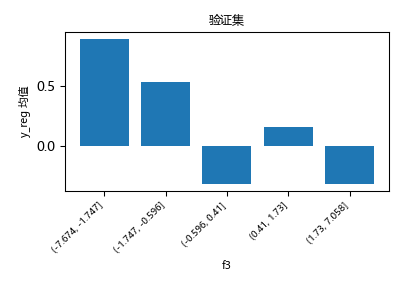 验证集
y_reg 均值
0.5
0.0
(-7.674, -1.747]
(-1.747, -0.596]
(-0.596, 0.41]
(0.41, 1.73]
(1.73, 7.058]
f3